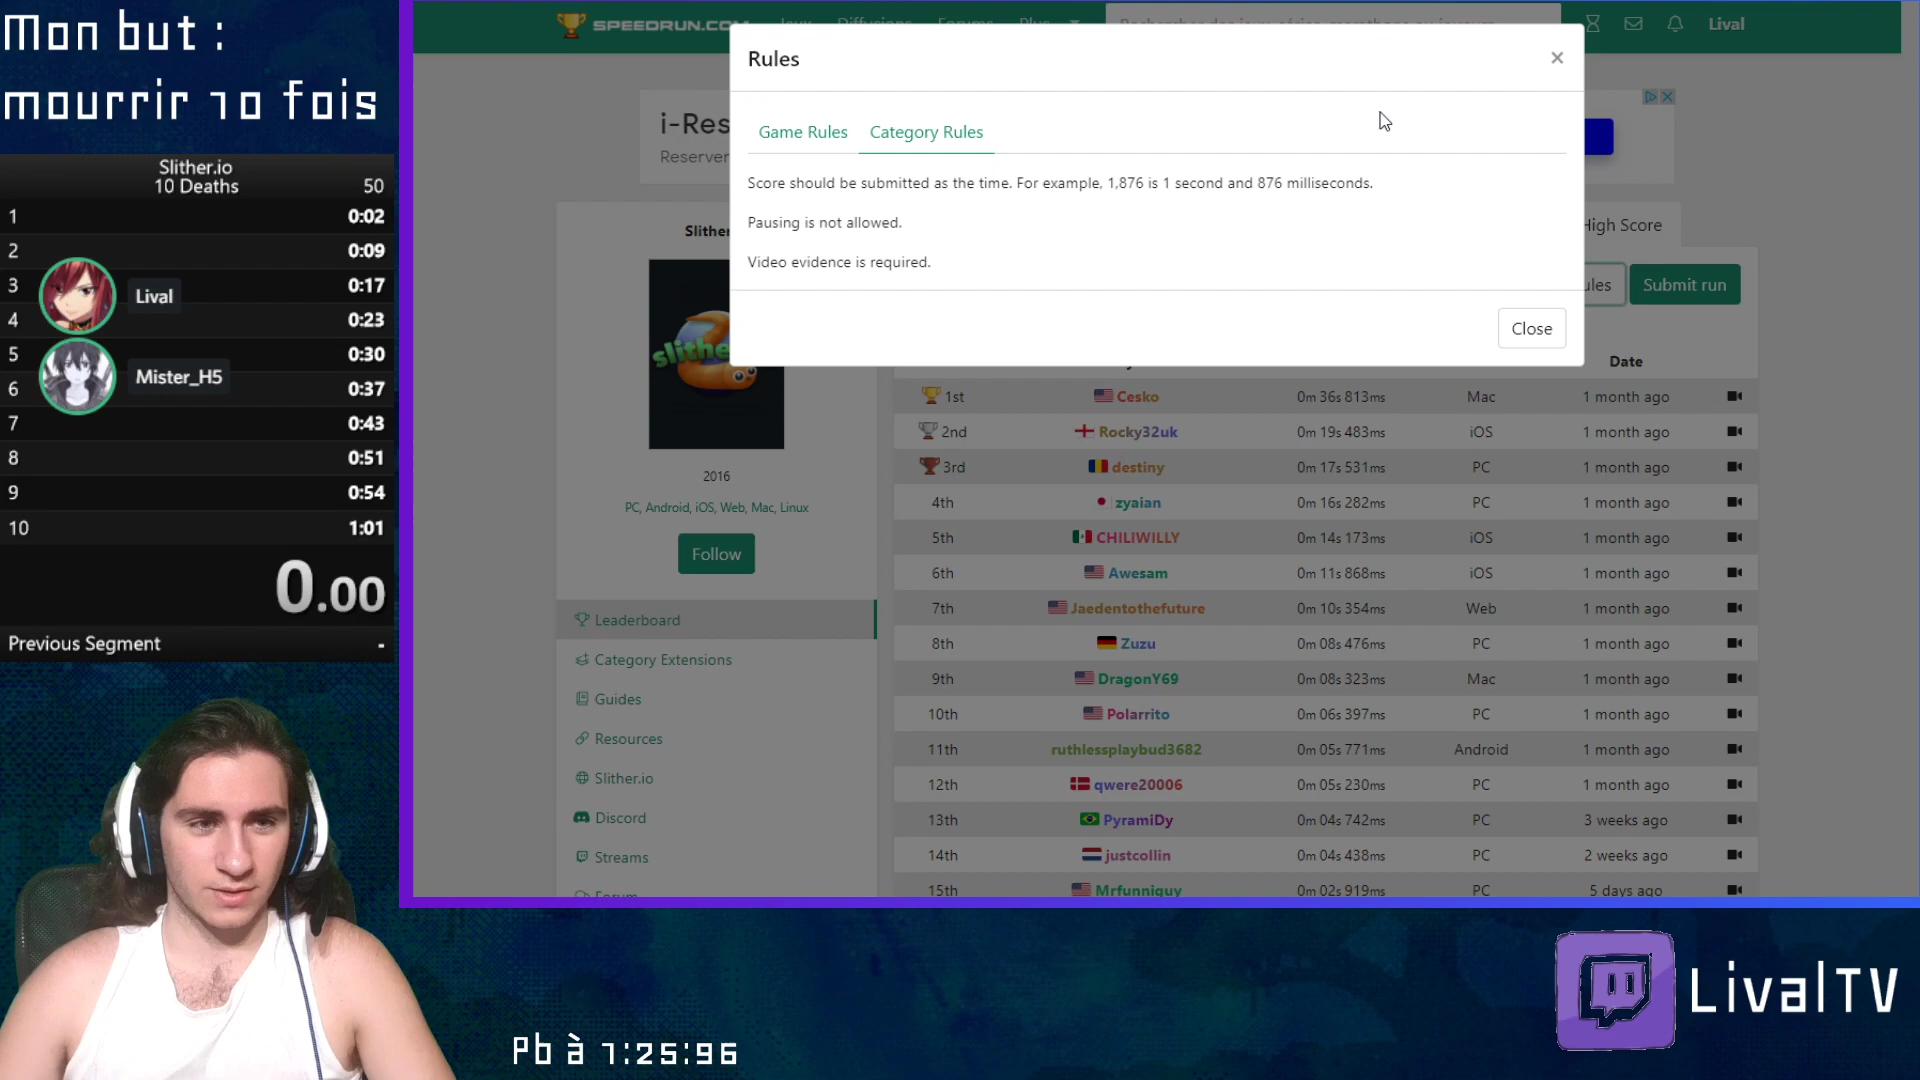 Mon but :
mourrir 10 fois
Slither.io
10 Deaths 50
1 0:02
2 0:09
3 0:17
4 0:23
5 0:30
6 0:37
7 0:43
8 0:51
9 0:54
10 1:01
Lival
Mister_H5
0.00
Previous Segment -
SPEEDRUN.COM
Lival
Rules ×
Game Rules Category Rules
Score should be submitted as the time. For example, 1,876 is 1 second and 876 milliseconds.
Pausing is not allowed.
Video evidence is required.
Close
i-Res
Reserver
Slither
slithe
2016
PC, Android, iOS, Web, Mac, Linux
Follow
Leaderboard
Category Extensions
Guides
Resources
Slither.io
Discord
Streams
Forum
High Score
ules Submit run
Date
1st Cesko 0m 36s 813ms Mac 1 month ago
2nd Rocky32uk 0m 19s 483ms iOS 1 month ago
3rd destiny 0m 17s 531ms PC 1 month ago
4th zyaian 0m 16s 282ms PC 1 month ago
5th CHILIWILLY 0m 14s 173ms iOS 1 month ago
6th Awesam 0m 11s 868ms iOS 1 month ago
7th Jaedentothefuture 0m 10s 354ms Web 1 month ago
8th Zuzu 0m 08s 476ms PC 1 month ago
9th DragonY69 0m 08s 323ms Mac 1 month ago
10th Polarrito 0m 06s 397ms PC 1 month ago
11th ruthlessplaybud3682 0m 05s 771ms Android 1 month ago
12th qwere20006 0m 05s 230ms PC 1 month ago
13th PyramiDy 0m 04s 742ms PC 3 weeks ago
14th justcollin 0m 04s 438ms PC 2 weeks ago
15th Mrfunniguy 0m 02s 919ms PC 5 days ago
Pb à 1:25:96
LivalTV